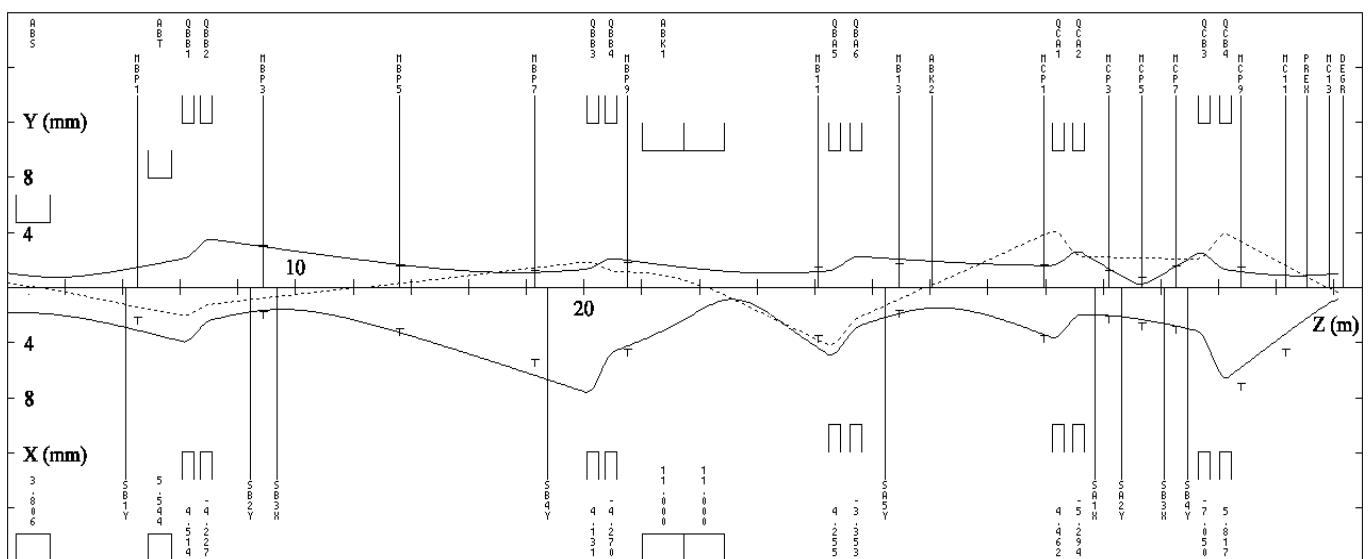 ABS
ABT
QBB1
QBB2
QBB3
QBB4
ABK1
QBA5
QBA6
QCA1
QCA2
QCB3
QCB4
MBP1
MBP3
MBP5
MBP7
MBP9
MB11
MB13
ABK2
MCP1
MCP3
MCP5
MCP7
MCP9
MC11
PREX
MC13
DEGR
Y (mm)
8
4
10
20
Z (m)
4
8
X (mm)
SB1Y
SB2Y
SB3X
SB4Y
SA5Y
SA1X
SA2Y
SB3X
SB4Y
3.806
5.544
4.514
-4.227
4.131
-4.270
11.000
11.000
4.255
-3.353
4.462
-5.294
-7.050
5.817